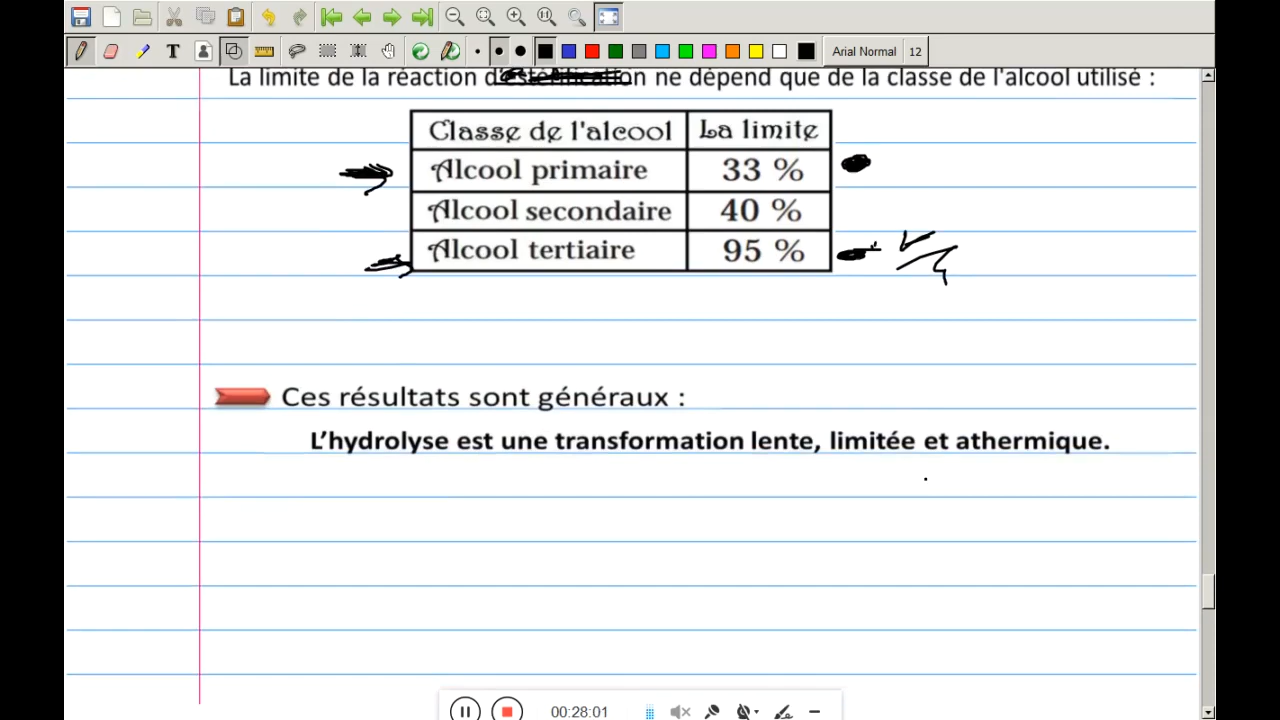 T
Arial Normal 12
La limite de la réaction d'estérification ne dépend que de la classe de l'alcool utilisé :
Classe de l'alcool La limite
Alcool primaire 33 %
Alcool secondaire 40 %
Alcool tertiaire 95 %
Ces résultats sont généraux :
L'hydrolyse est une transformation lente, limitée et athermique.
00:28:01